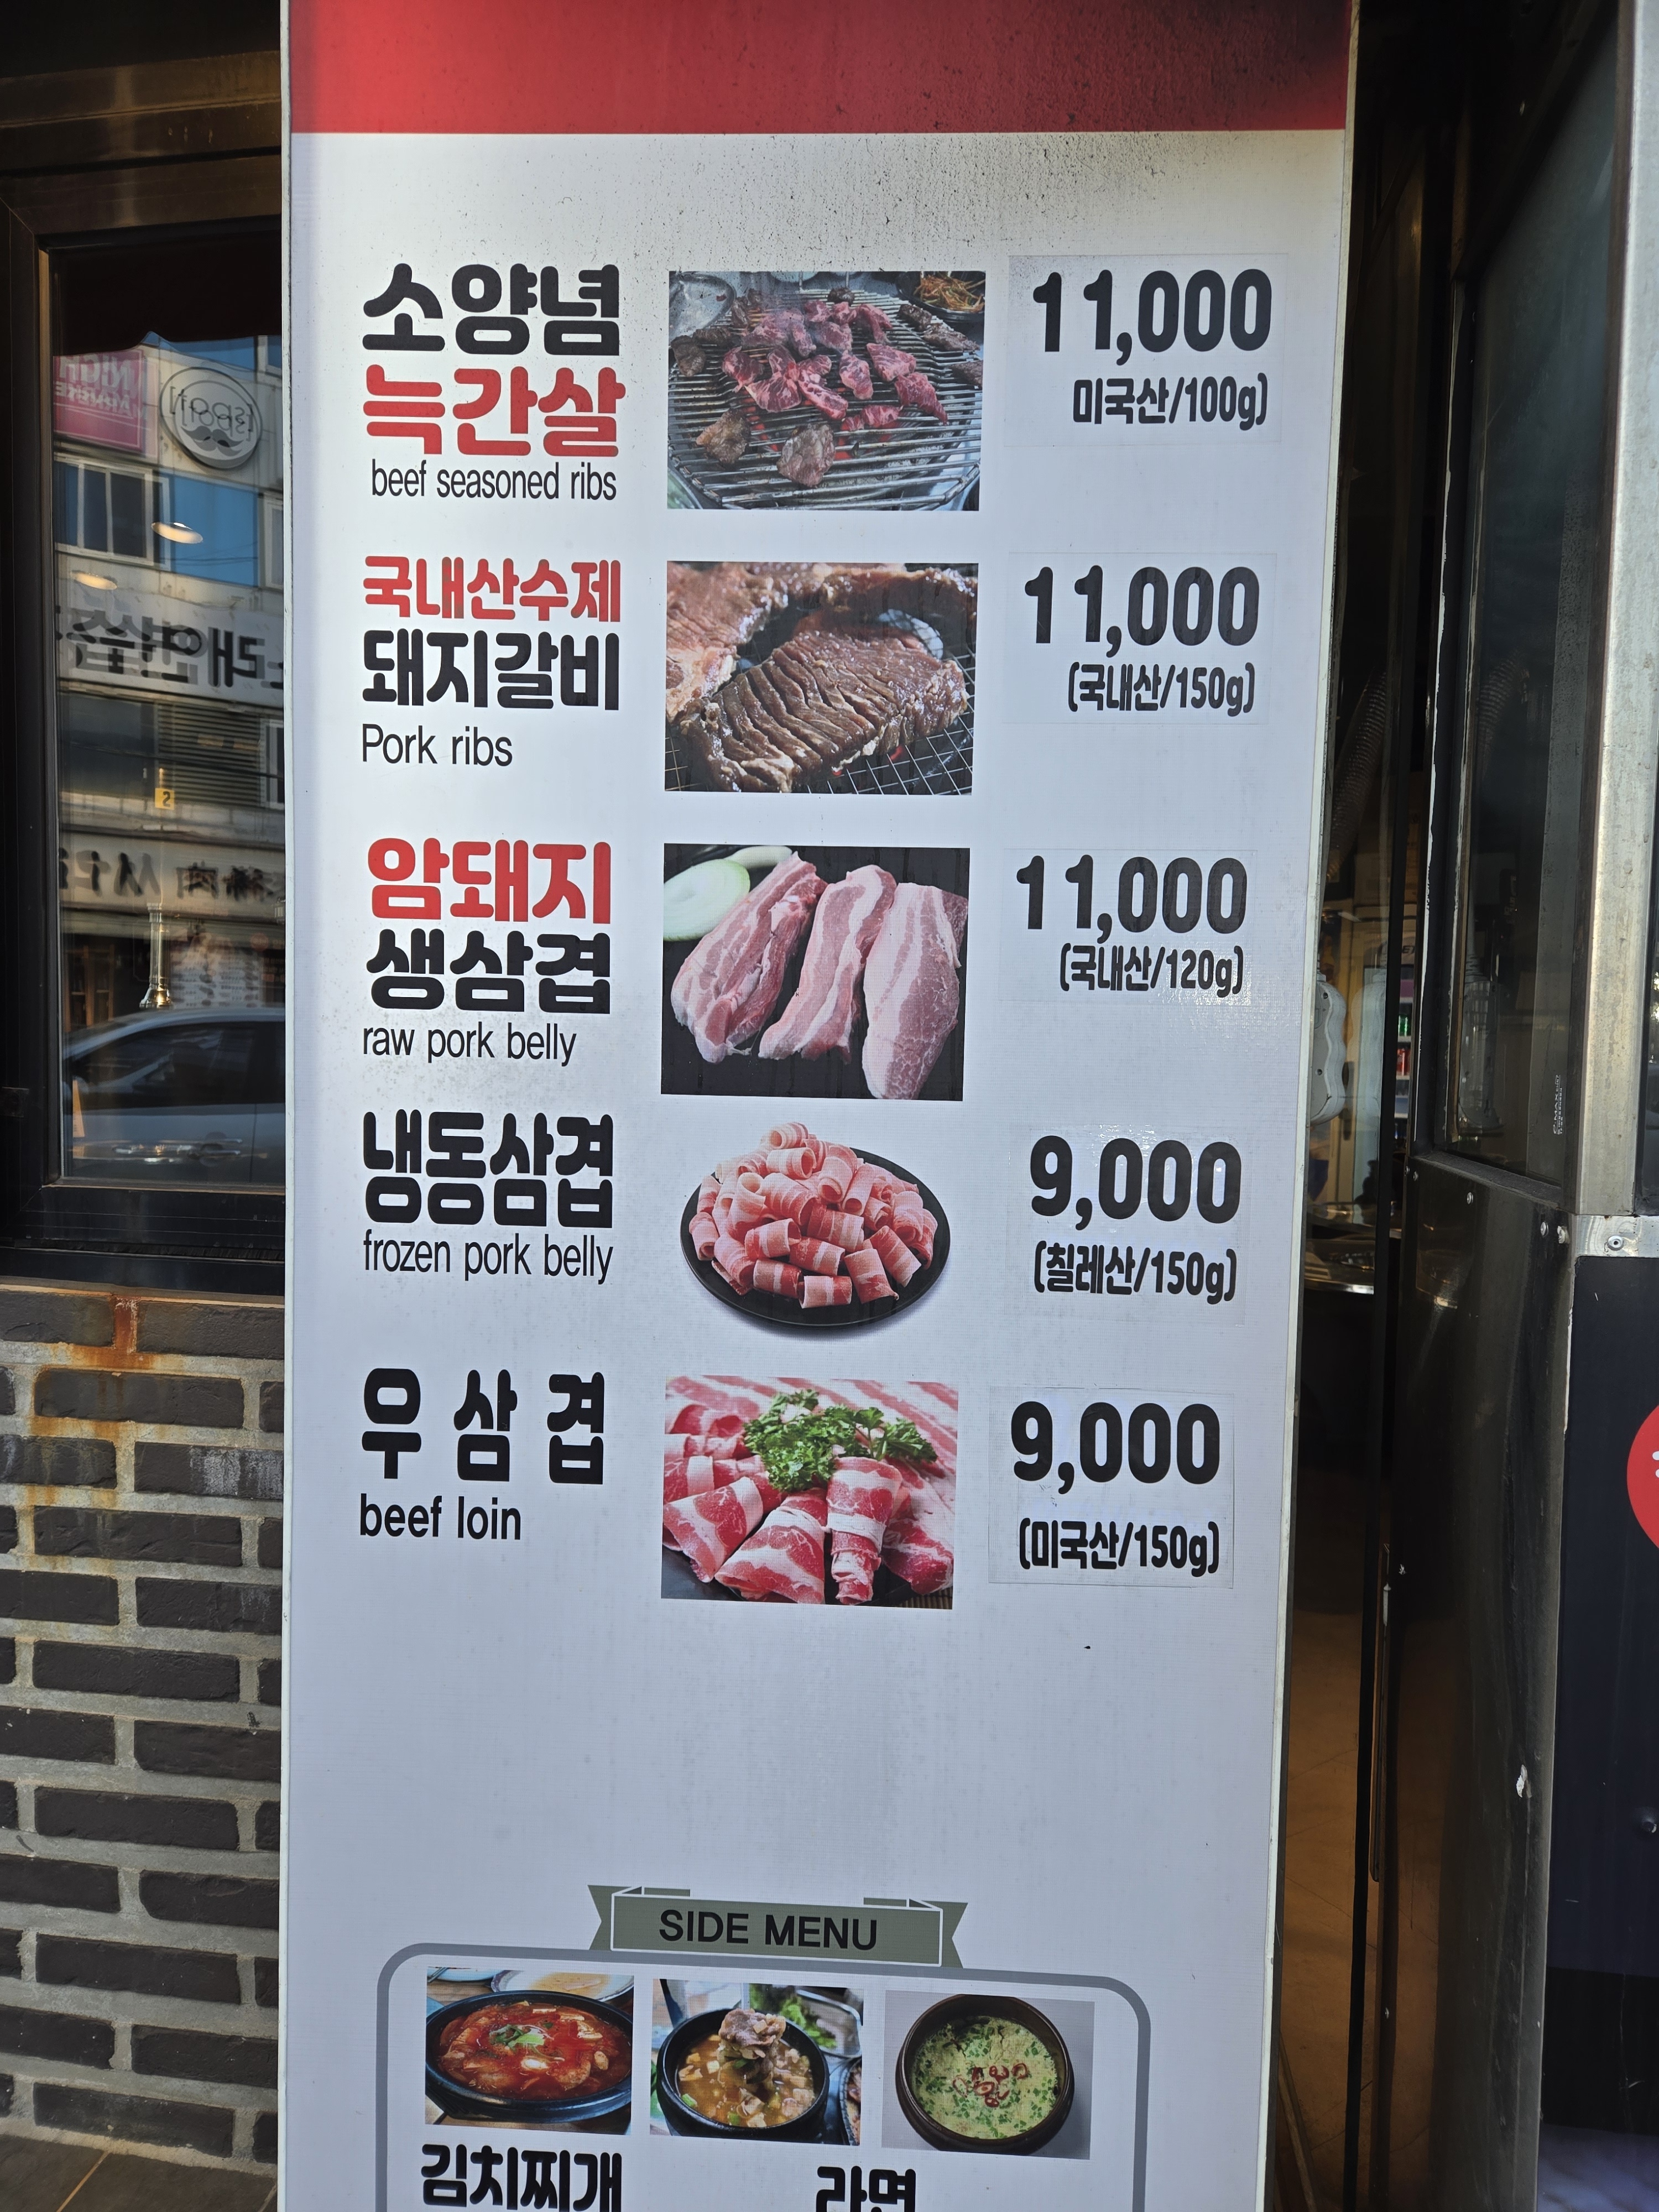 소양념
늑간살
beef seasoned ribs
11,000
미국산/100g)
국내산수제
돼지갈비
Pork ribs
11,000
(국내산/150g)
암돼지
생삼겹
raw pork belly
11,000
(국내산/120g)
냉동삼겹
frozen pork belly
9,000
(칠레산/150g)
우 삼 겹
beef loin
9,000
(미국산/150g)
SIDE MENU
김치찌개
라면
2